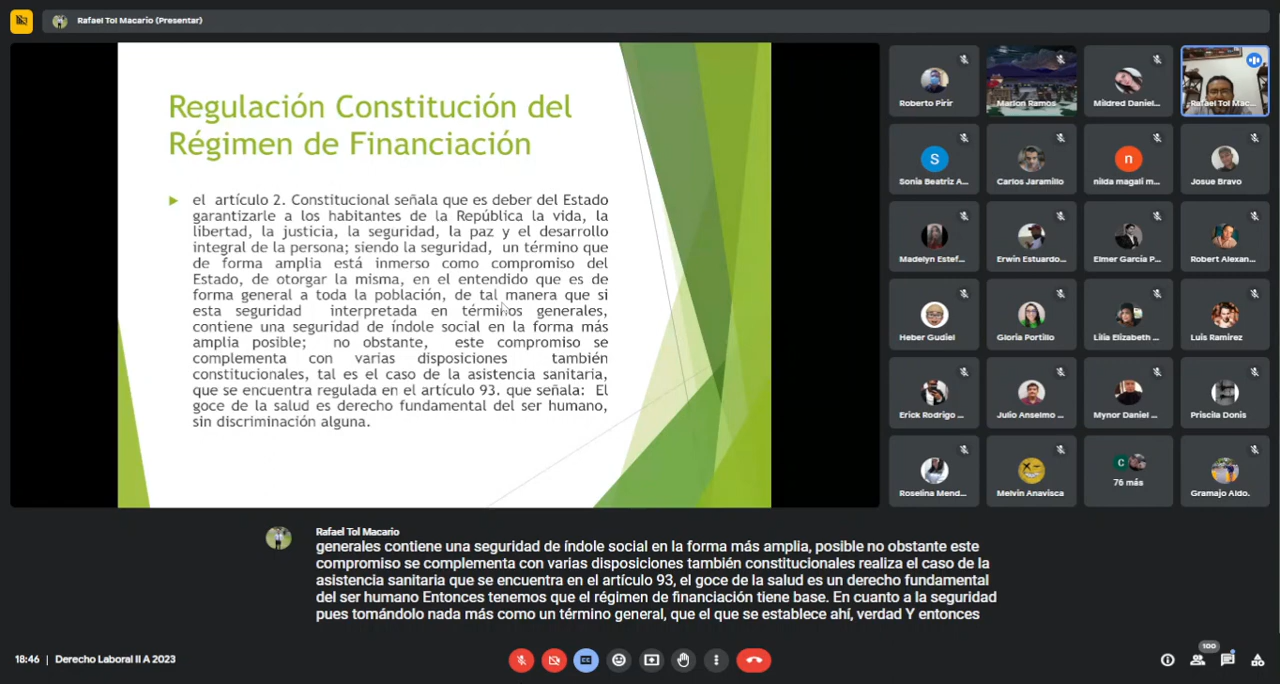 Rafael Tol Macario (Presentar)
Regulación Constitución del
Régimen de Financiación
el artículo 2. Constitucional señala que es deber del Estado
garantizarle a los habitantes de la República la vida, la
libertad, la justicia, la seguridad, la paz y el desarrollo
integral de la persona; siendo la seguridad, un término que
de forma amplia está inmerso como compromiso del
Estado, de otorgar la misma, en el entendido que es de
forma general a toda la población, de tal manera que si
esta seguridad interpretada en términos generales,
contiene una seguridad de índole social en la forma más
amplia posible; no obstante, este compromiso se
complementa con varias disposiciones también
constitucionales, tal es el caso de la asistencia sanitaria,
que se encuentra regulada en el artículo 93. que señala: El
goce de la salud es derecho fundamental del ser humano,
sin discriminación alguna.
Roberto Pirir
Marlon Ramos
Mildred Daniel...
Rafael Tol Mac...
S
Sonia Beatriz A...
Carlos Jaramillo
n
nilda magali m...
Josue Bravo
Madelyn Estef...
Erwin Estuardo...
Elmer García P...
Robert Alexan...
Heber Gudiel
Gloria Portillo
Lilia Elizabeth ...
Luis Ramírez
Erick Rodrigo ...
Julio Anselmo ...
Mynor Daniel ...
Priscila Donis
Roselina Mend...
Melvin Anavisca
C
76 más
Gramajo Aldo.
Rafael Tol Macario
generales contiene una seguridad de índole social en la forma más amplia, posible no obstante este
compromiso se complementa con varias disposiciones también constitucionales realiza el caso de la
asistencia sanitaria que se encuentra en el artículo 93, el goce de la salud es un derecho fundamental
del ser humano Entonces tenemos que el régimen de financiación tiene base. En cuanto a la seguridad
pues tomándolo nada más como un término general, que el que se establece ahí, verdad Y entonces
18:46 | Derecho Laboral II A 2023
CC
100